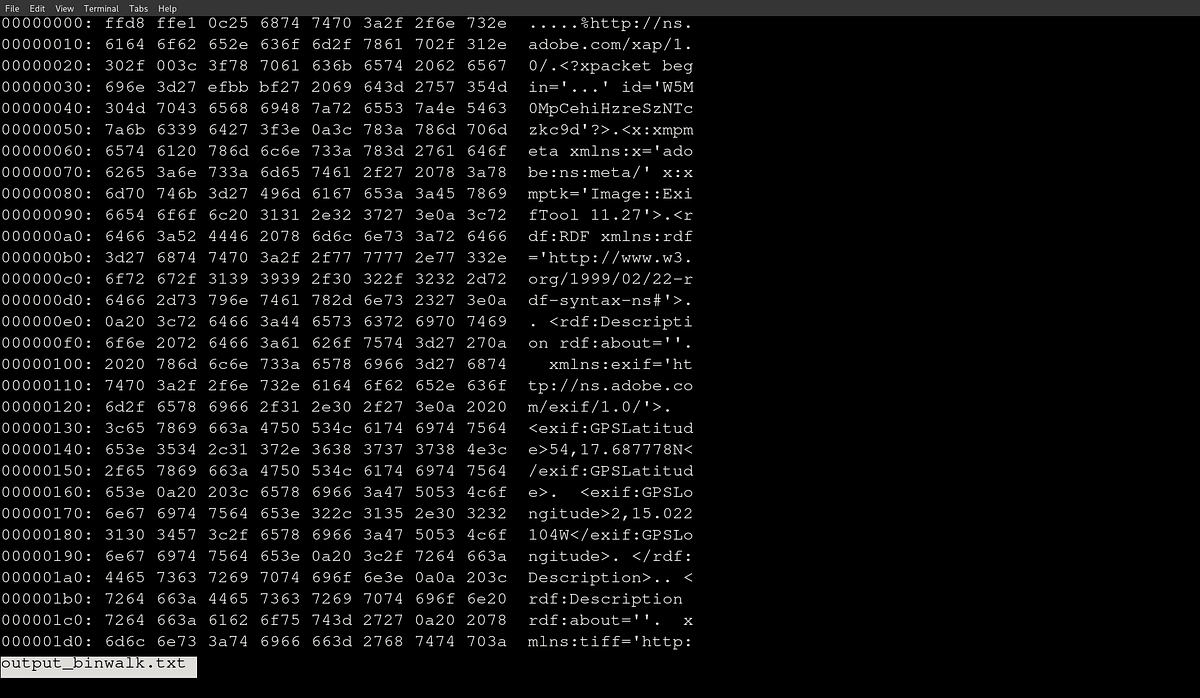 File Edit View Terminal Tabs Help
00000000: ffd8 ffe1 0c25 6874 7470 3a2f 2f6e 732e  .....%http://ns.
00000010: 6164 6f62 652e 636f 6d2f 7861 702f 312e  adobe.com/xap/1.
00000020: 302f 003c 3f78 7061 636b 6574 2062 6567  0/.<?xpacket beg
00000030: 696e 3d27 efbb bf27 2069 643d 2757 354d  in='...' id='W5M
00000040: 304d 7043 6568 6948 7a72 6553 7a4e 5463  0MpCehiHzreSzNTc
00000050: 7a6b 6339 6427 3f3e 0a3c 783a 786d 706d  zkc9d'?>.<x:xmpm
00000060: 6574 6120 786d 6c6e 733a 783d 2761 646f  eta xmlns:x='ado
00000070: 6265 3a6e 733a 6d65 7461 2f27 2078 3a78  be:ns:meta/' x:x
00000080: 6d70 746b 3d27 496d 6167 653a 3a45 7869  mptk='Image::Exi
00000090: 6654 6f6f 6c20 3131 2e32 3727 3e0a 3c72  fTool 11.27'>.<r
000000a0: 6466 3a52 4446 2078 6d6c 6e73 3a72 6466  df:RDF xmlns:rdf
000000b0: 3d27 6874 7470 3a2f 2f77 7777 2e77 332e  ='http://www.w3.
000000c0: 6f72 672f 3139 3939 2f30 322f 3232 2d72  org/1999/02/22-r
000000d0: 6466 2d73 796e 7461 782d 6e73 2327 3e0a  df-syntax-ns#'>.
000000e0: 0a20 3c72 6466 3a44 6573 6372 6970 7469  . <rdf:Descripti
000000f0: 6f6e 2072 6466 3a61 626f 7574 3d27 270a  on rdf:about=''.
00000100: 2020 786d 6c6e 733a 6578 6966 3d27 6874    xmlns:exif='ht
00000110: 7470 3a2f 2f6e 732e 6164 6f62 652e 636f  tp://ns.adobe.co
00000120: 6d2f 6578 6966 2f31 2e30 2f27 3e0a 2020  m/exif/1.0/'>.
00000130: 3c65 7869 663a 4750 534c 6174 6974 7564  <exif:GPSLatitud
00000140: 653e 3534 2c31 372e 3638 3737 3738 4e3c  e>54,17.687778N<
00000150: 2f65 7869 663a 4750 534c 6174 6974 7564  /exif:GPSLatitud
00000160: 653e 0a20 203c 6578 6966 3a47 5053 4c6f  e>.  <exif:GPSLo
00000170: 6e67 6974 7564 653e 322c 3135 2e30 3232  ngitude>2,15.022
00000180: 3130 3457 3c2f 6578 6966 3a47 5053 4c6f  104W</exif:GPSLo
00000190: 6e67 6974 7564 653e 0a20 3c2f 7264 663a  ngitude>. </rdf:
000001a0: 4465 7363 7269 7074 696f 6e3e 0a0a 203c  Description>.. <
000001b0: 7264 663a 4465 7363 7269 7074 696f 6e20  rdf:Description
000001c0: 7264 663a 6162 6f75 743d 2727 0a20 2078  rdf:about=''.  x
000001d0: 6d6c 6e73 3a74 6966 663d 2768 7474 703a  mlns:tiff='http:
output_binwalk.txt